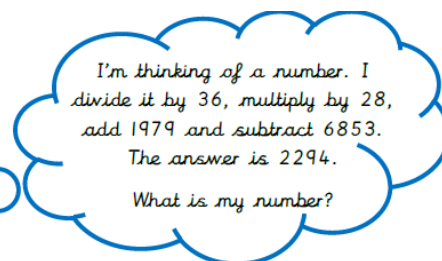 I'm thinking of a number. I
divide it by 36, multiply by 28,
add 1979 and subtract 6853.
The answer is 2294.
What is my number?